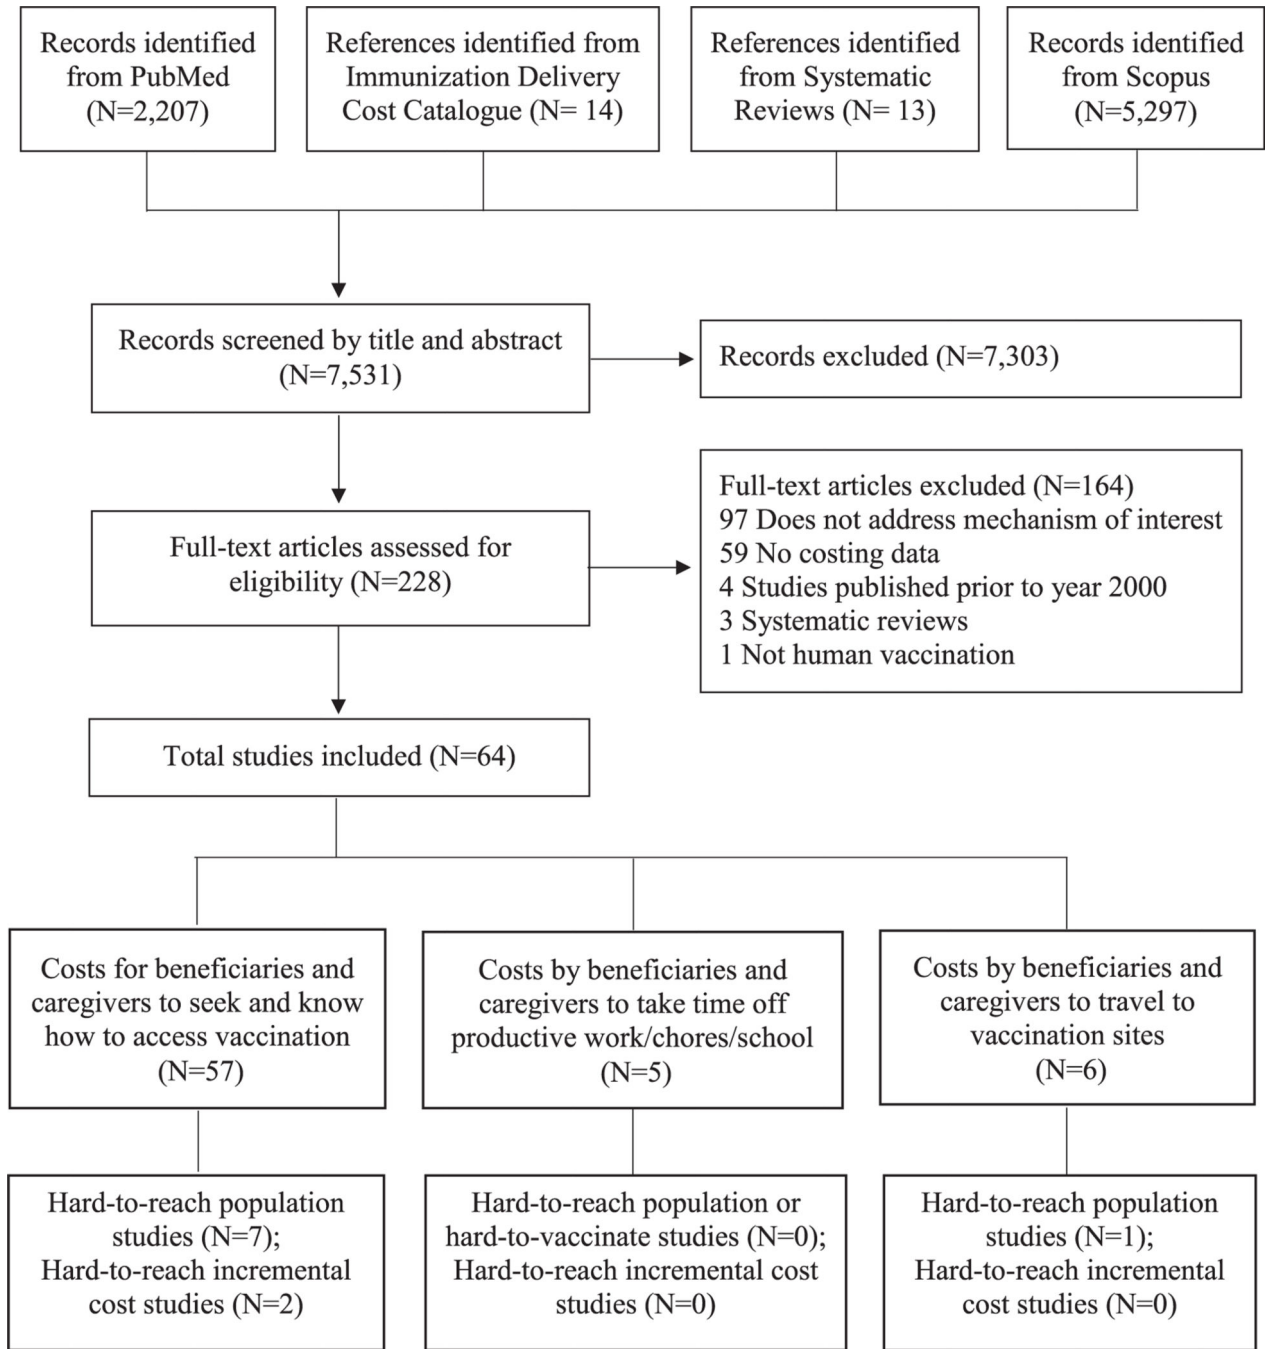 Records identified
from PubMed
(N=2,207)
References identified from
Immunization Delivery
Cost Catalogue (N= 14)
References identified
from Systematic
Reviews (N= 13)
Records identified
from Scopus
(N=5,297)
Records screened by title and abstract
(N=7,531)
Records excluded (N=7,303)
Full-text articles assessed for
eligibility (N=228)
Full-text articles excluded (N=164)
97 Does not address mechanism of interest
59 No costing data
4 Studies published prior to year 2000
3 Systematic reviews
1 Not human vaccination
Total studies included (N=64)
Costs for beneficiaries and
caregivers to seek and know
how to access vaccination
(N=57)
Costs by beneficiaries and
caregivers to take time off
productive work/chores/school
(N=5)
Costs by beneficiaries and
caregivers to travel to
vaccination sites
(N=6)
Hard-to-reach population
studies (N=7);
Hard-to-reach incremental
cost studies (N=2)
Hard-to-reach population or
hard-to-vaccinate studies (N=0);
Hard-to-reach incremental cost
studies (N=0)
Hard-to-reach population
studies (N=1);
Hard-to-reach incremental
cost studies (N=0)